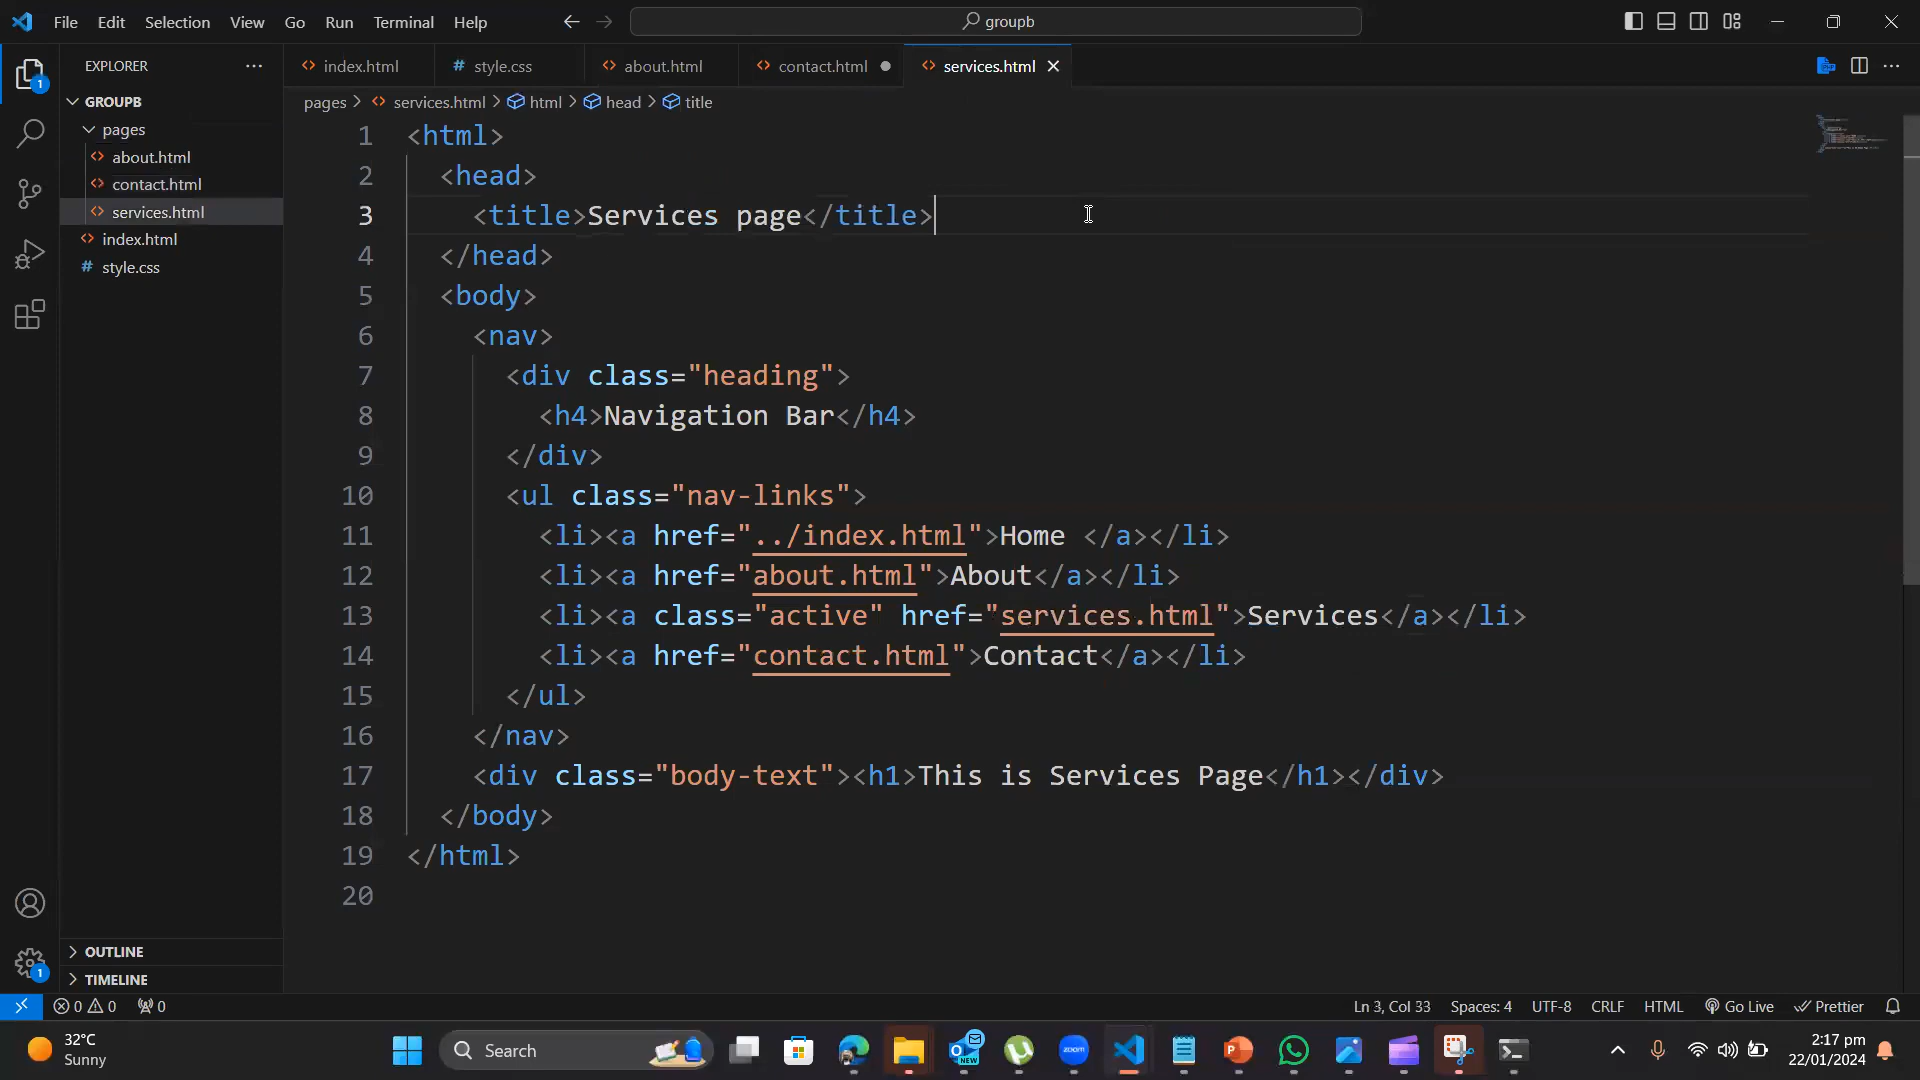 File Edit Selection View Go Run Terminal Help
groupb
EXPLORER
index.html
style.css
about.html
contact.html
services.html
GROUPB
pages
about.html
contact.html
services.html
index.html
style.css
OUTLINE
TIMELINE
1
1
pages > services.html > html > head > title
1 <html>
2 <head>
3 <title>Services page</title>
4 </head>
5 <body>
6 <nav>
7 <div class="heading">
8 <h4>Navigation Bar</h4>
9 </div>
10 <ul class="nav-links">
11 <li><a href="../index.html">Home </a></li>
12 <li><a href="about.html">About</a></li>
13 <li><a class="active" href="services.html">Services</a></li>
14 <li><a href="contact.html">Contact</a></li>
15 </ul>
16 </nav>
17 <div class="body-text"><h1>This is Services Page</h1></div>
18 </body>
19 </html>
20
0 0 0
Ln 3, Col 33 Spaces: 4 UTF-8 CRLF HTML Go Live Prettier
32°C
Sunny
Search
NEW
zoom
2:17 pm
22/01/2024